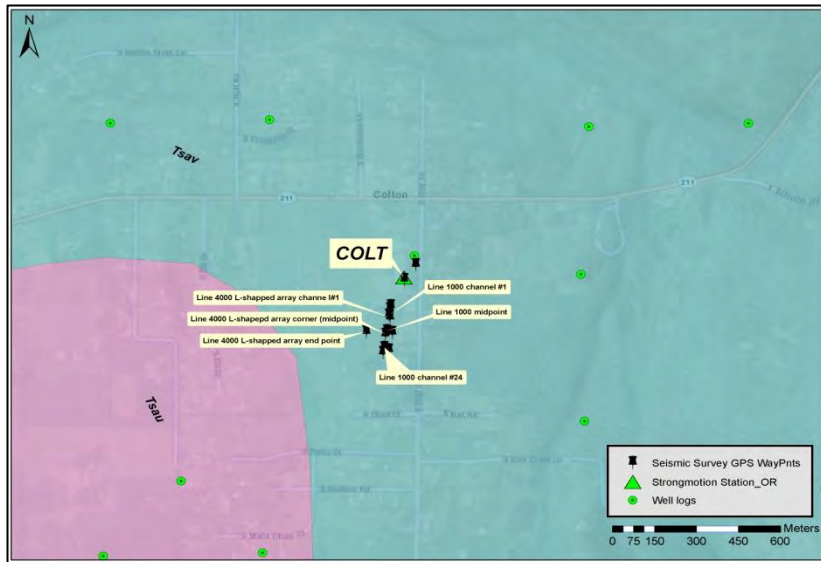 N
Tsav
211
Colton
211
COLT
Line 1000 channel #1
Line 4000 L-shapped array channe l#1
Line 4000 L-shapepd array corner (midpoint)
Line 1000 midpoint
Line 4000 L-shapped array end point
Line 1000 channel #24
Tsau
Seismic Survey GPS WayPnts
Strongmotion Station_OR
Well logs
Meters
0 75 150 300 450 600